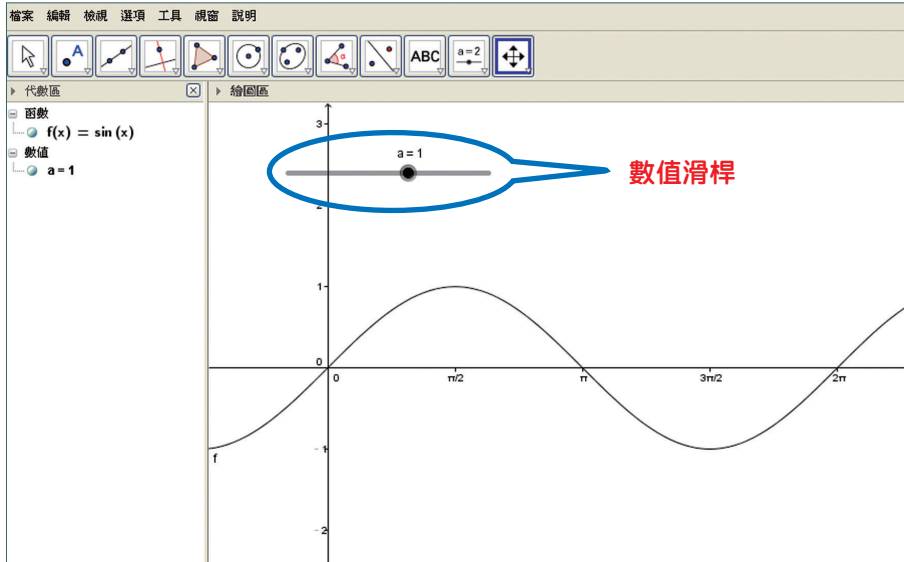 檔案 編輯 檢視 選項 工具 視窗 說明
A α ABC a=2
代數區 繪圖區
函數
f(x) = sin (x)
數值
a = 1
3
a = 1
數值滑桿
2
1
0
0 π/2 π 3π/2 2π
f
- 1
- 2